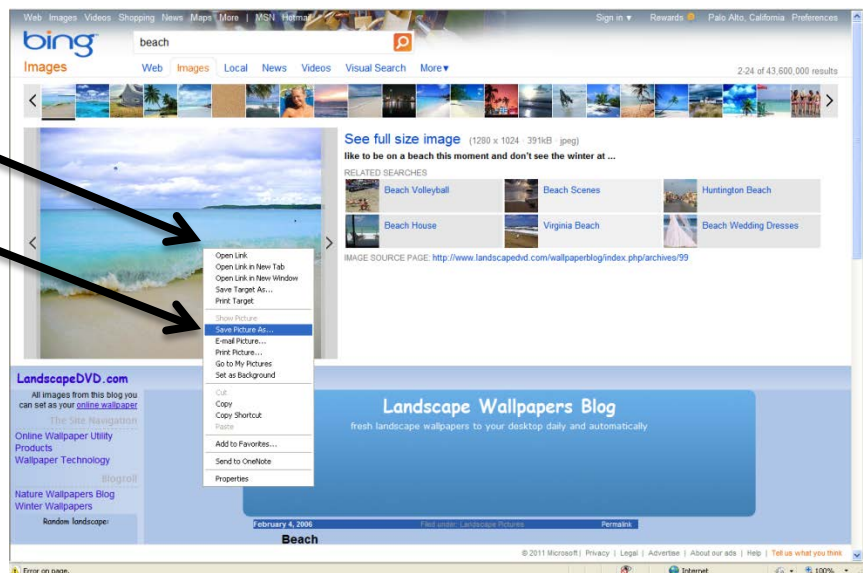 Web Images Videos Shopping News Maps More | MSN Hotmail Sign in ▾ Rewards Palo Alto, California Preferences
bing beach
Images Web Images Local News Videos Visual Search More▾ 2-24 of 43,600,000 results
See full size image (1280 x 1024 · 391kB · jpeg)
like to be on a beach this moment and don't see the winter at ...
RELATED SEARCHES
Beach Volleyball Beach Scenes Huntington Beach
Beach House Virginia Beach Beach Wedding Dresses
IMAGE SOURCE PAGE: http://www.landscapedvd.com/wallpaperblog/index.php/archives/99
Open Link
Open Link in New Tab
Open Link in New Window
Save Target As...
Print Target
Show Picture
Save Picture As...
E-mail Picture...
Print Picture...
Go to My Pictures
Set as Background
Cut
Copy
Copy Shortcut
Paste
Add to Favorites...
Send to OneNote
Properties
LandscapeDVD.com
All images from this blog you
can set as your online wallpaper
The Site Navigation
Online Wallpaper Utility
Products
Wallpaper Technology
Blogroll
Nature Wallpapers Blog
Winter Wallpapers
Random landscape:
Landscape Wallpapers Blog
fresh landscape wallpapers to your desktop daily and automatically
February 4, 2006 Filed under: Landscape Pictures Permalink
Beach
© 2011 Microsoft | Privacy | Legal | Advertise | About our ads | Help | Tell us what you think
Error on page. Internet 100%